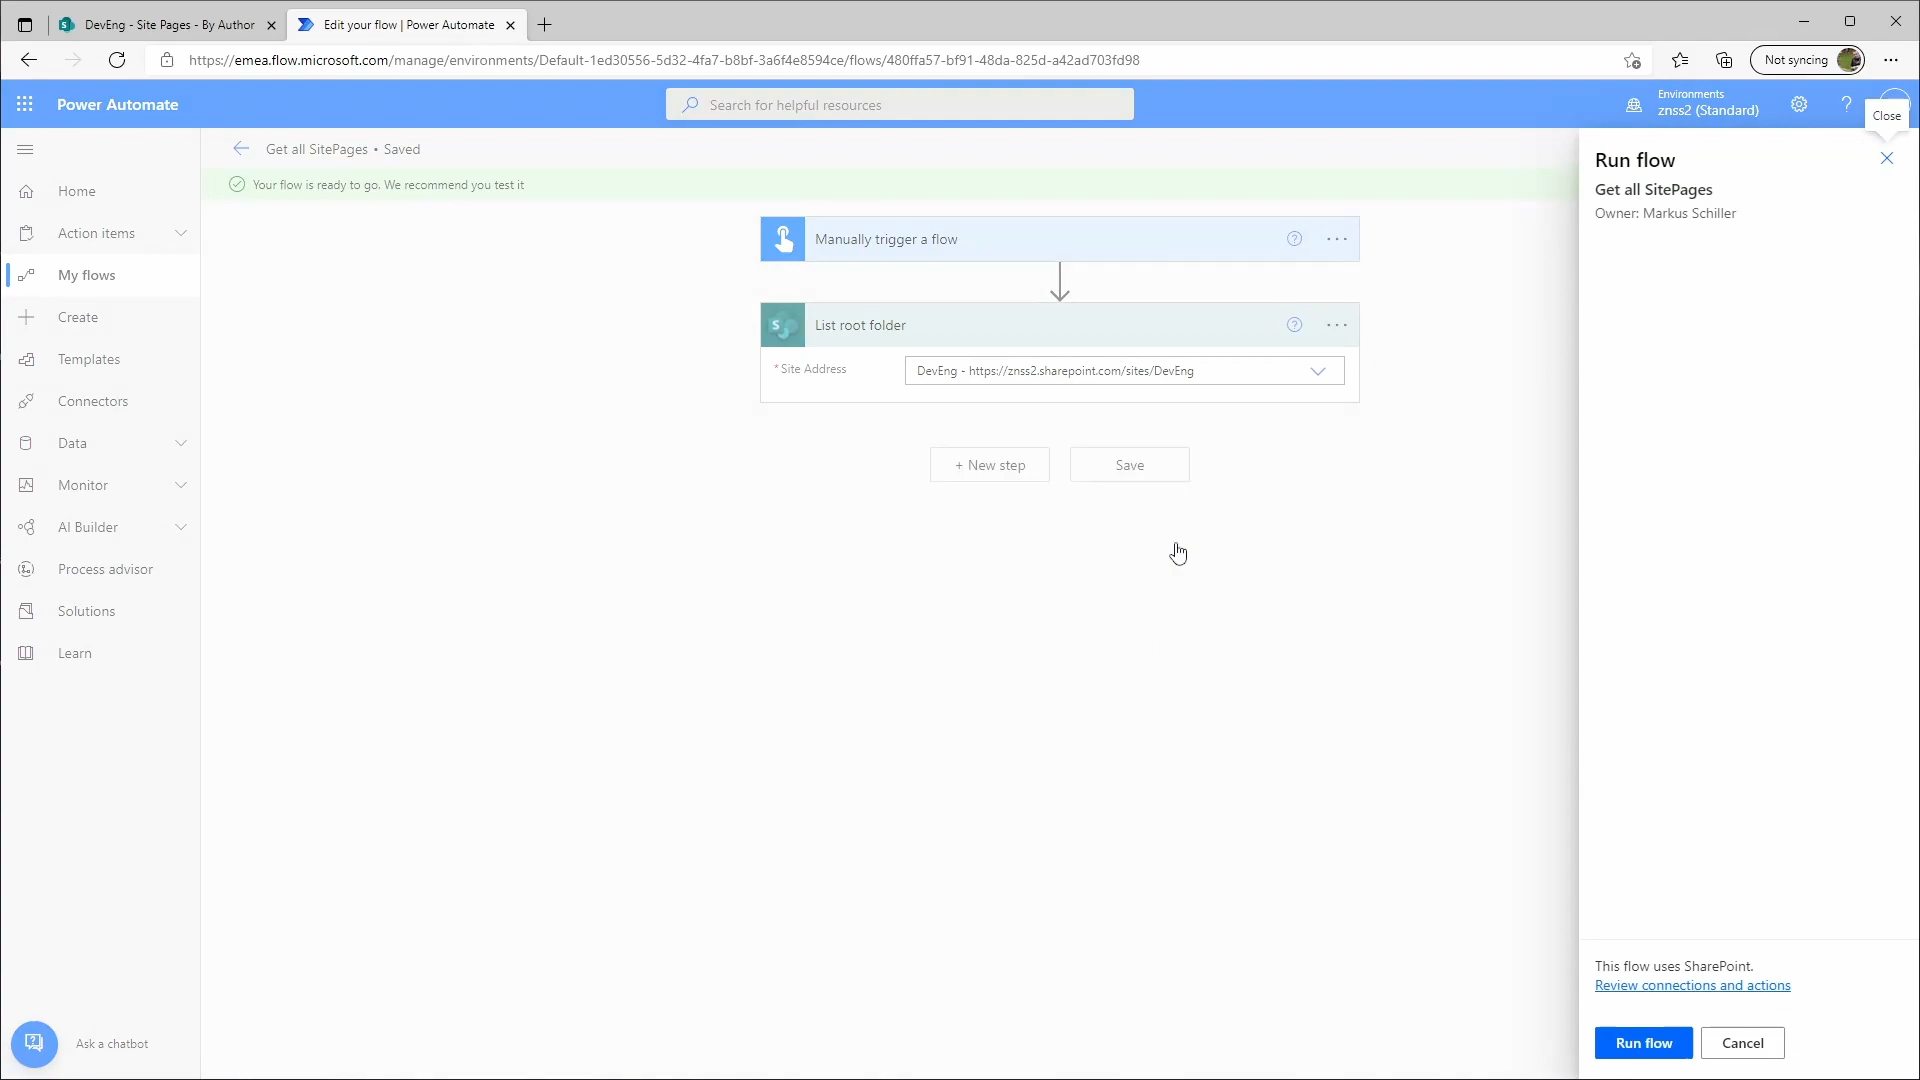 DevEng - Site Pages - By Author
Edit your flow | Power Automate
https://emea.flow.microsoft.com/manage/environments/Default-1ed30556-5d32-4fa7-b8bf-3a6f4e8594ce/flows/480ffa57-bf91-48da-825d-a42ad703fd98
Not syncing
Power Automate
Search for helpful resources
Environments
znss2 (Standard)
?
Close
Get all SitePages • Saved
Your flow is ready to go. We recommend you test it
Home
Action items
My flows
Create
Templates
Connectors
Data
Monitor
AI Builder
Process advisor
Solutions
Learn
Ask a chatbot
Manually trigger a flow
List root folder
* Site Address
DevEng - https://znss2.sharepoint.com/sites/DevEng
+ New step
Save
Run flow
Get all SitePages
Owner: Markus Schiller
This flow uses SharePoint.
Review connections and actions
Run flow
Cancel